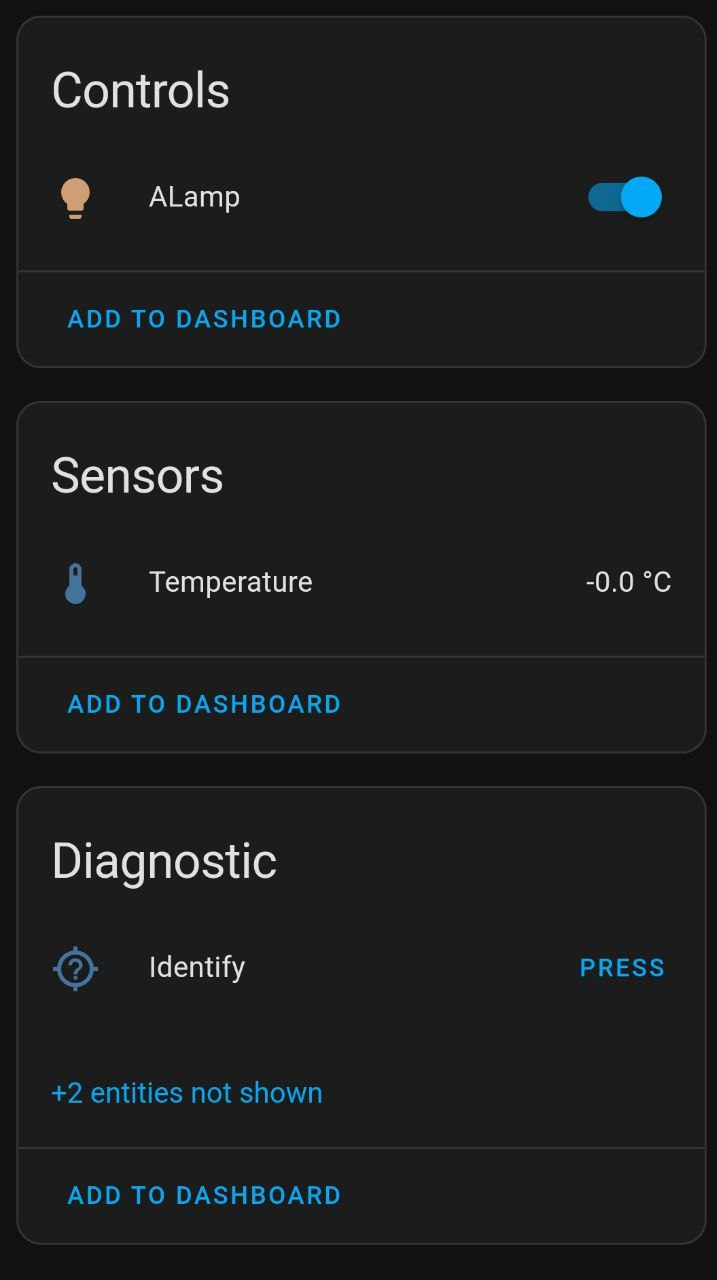 Controls
ALamp
ADD TO DASHBOARD
Sensors
Temperature -0.0 °C
ADD TO DASHBOARD
Diagnostic
? Identify PRESS
+2 entities not shown
ADD TO DASHBOARD